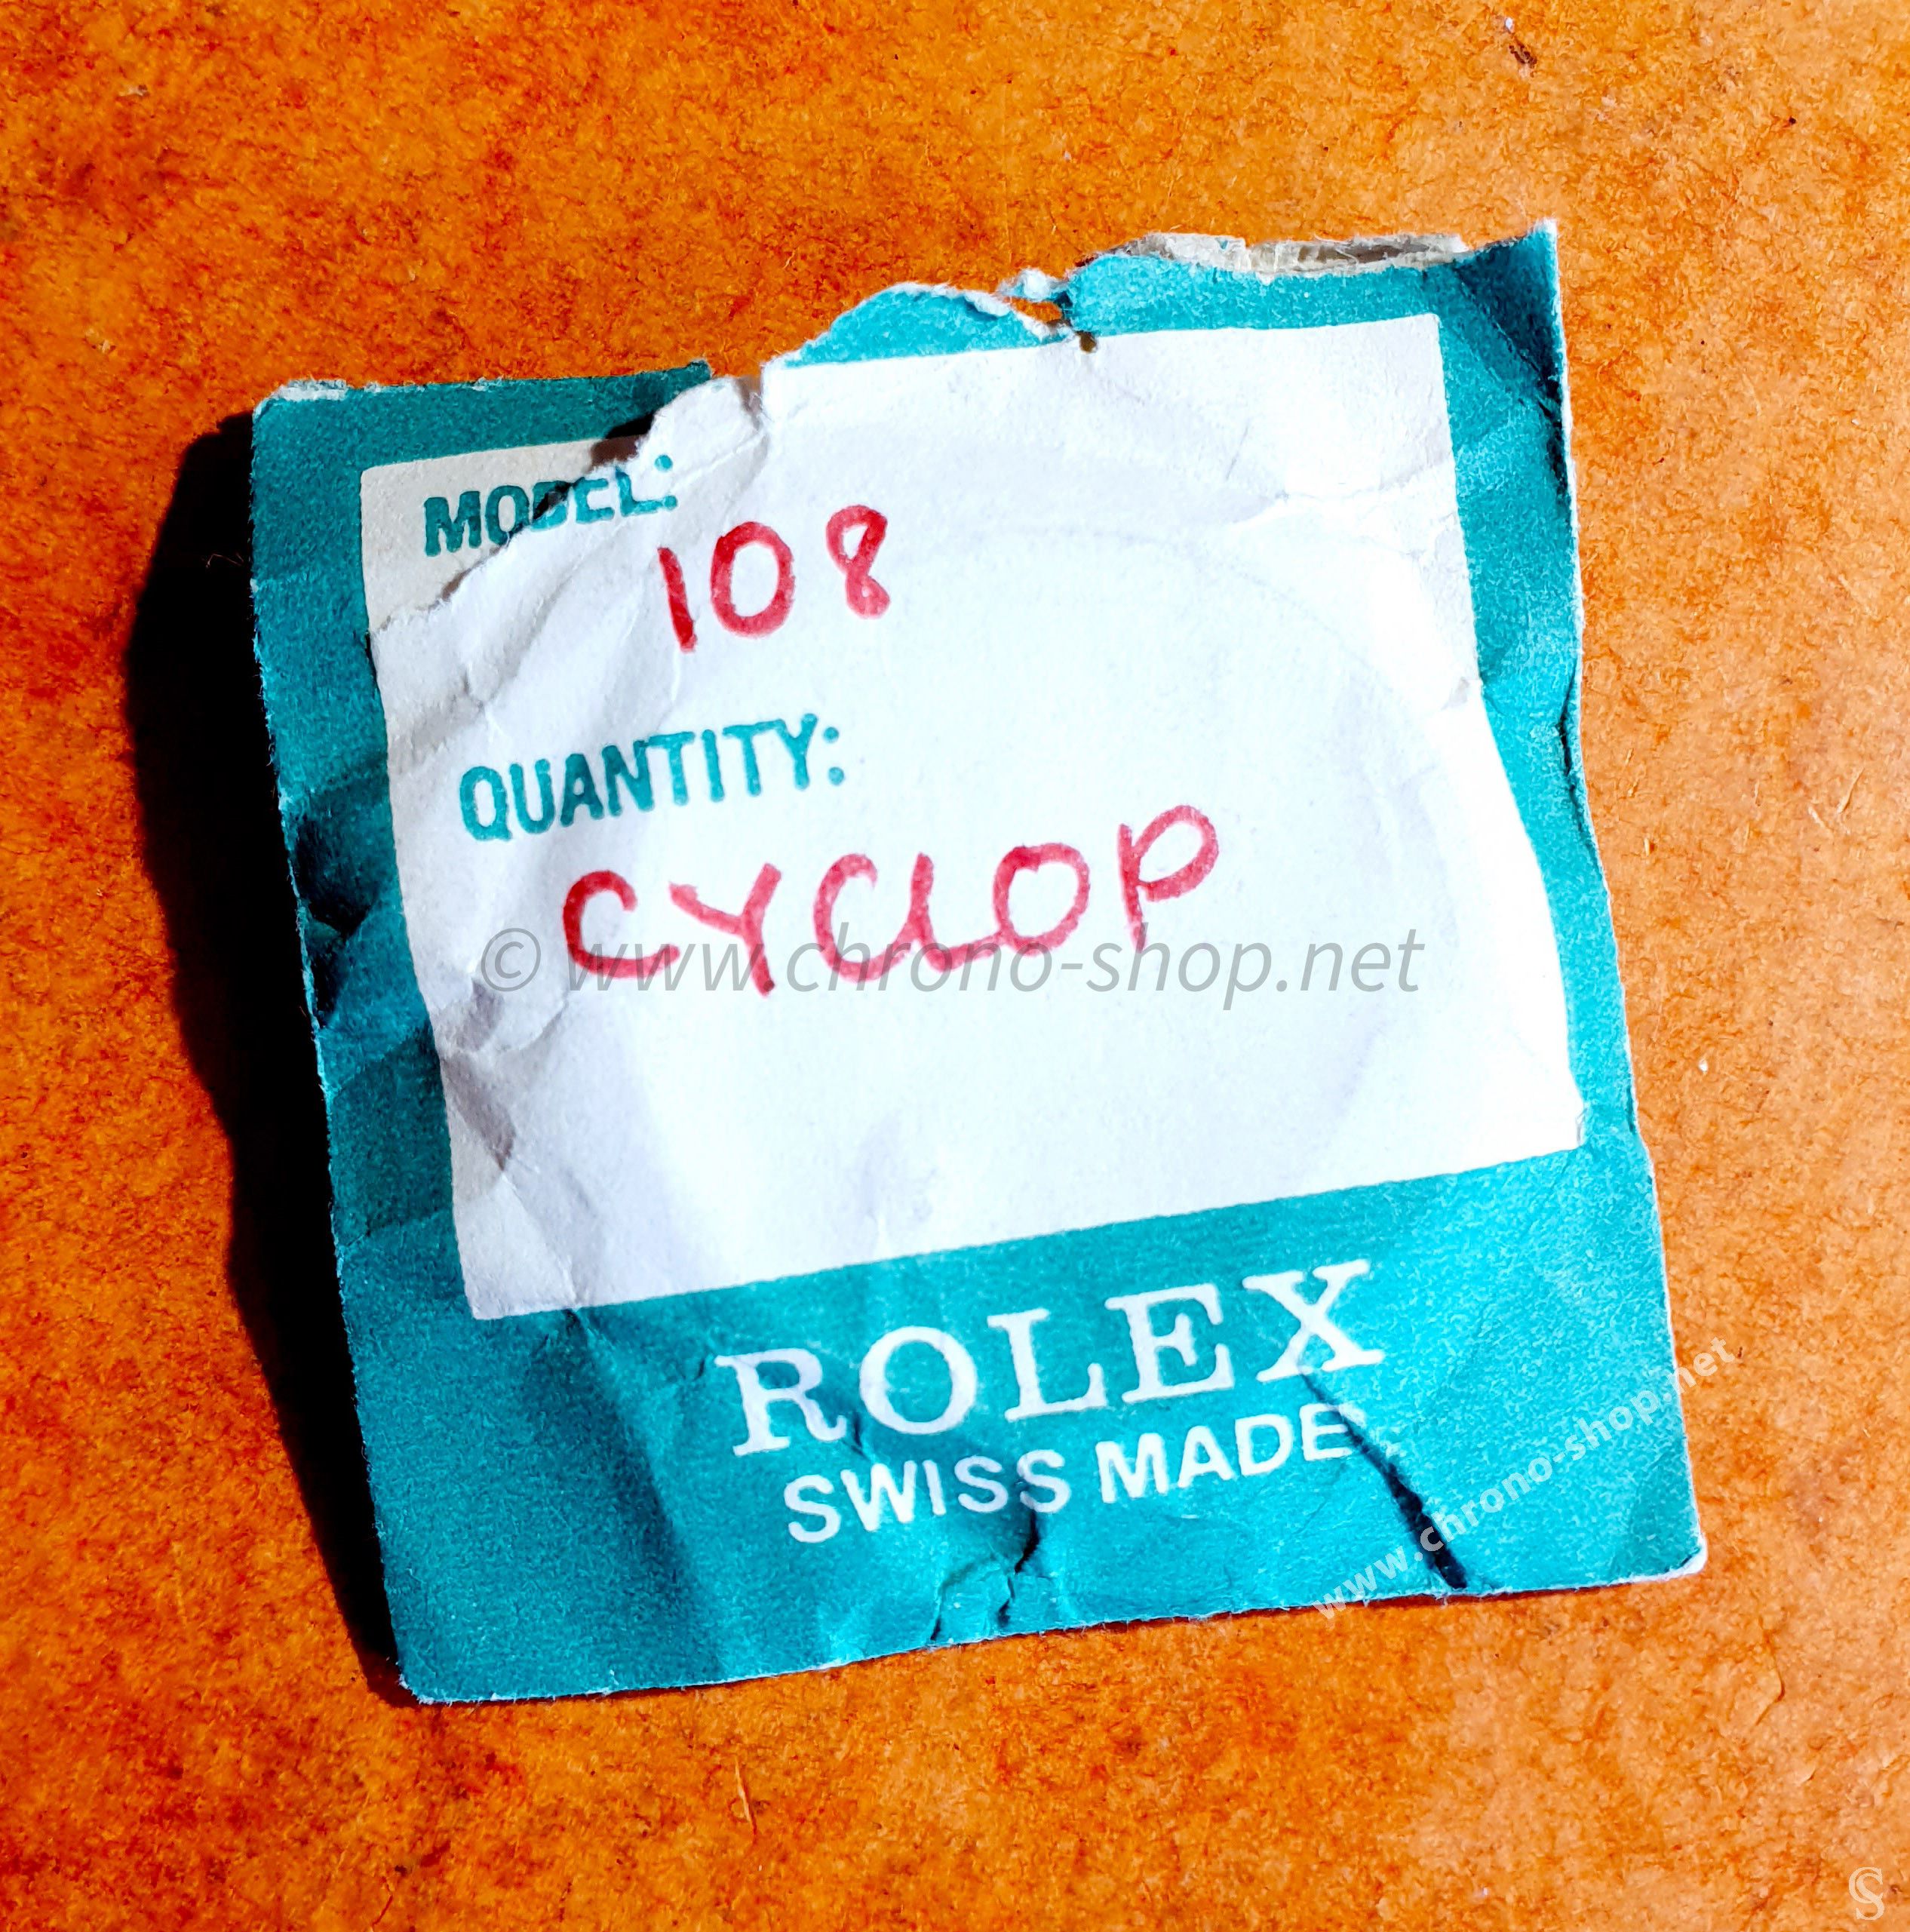 MODEL:
108
QUANTITY:
CYCLOP
© www.chrono-shop.net
ROLEX
SWISS MADE
www.chrono-shop.net